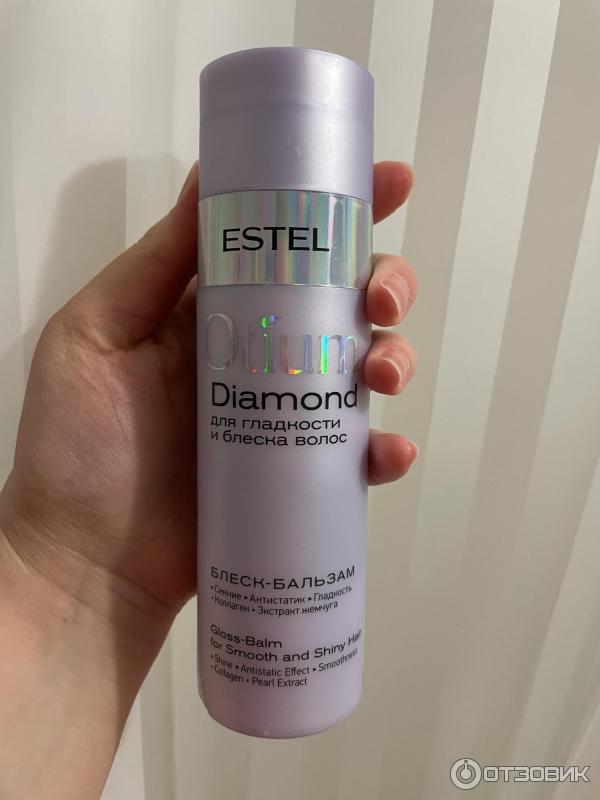 ESTEL
Otium
Diamond
для гладкости
и блеска волос
БЛЕСК-БАЛЬЗАМ
▸Сияние ▸ Антистатик ▸ Гладкость
• Коллаген • Экстракт жемчуга
Gloss-Balm
for Smooth and Shiny Hair
▸ Shine ▸ Antistatic Effect ▸ Smoothness
• Collagen • Pearl Extract
ОТЗОВИК